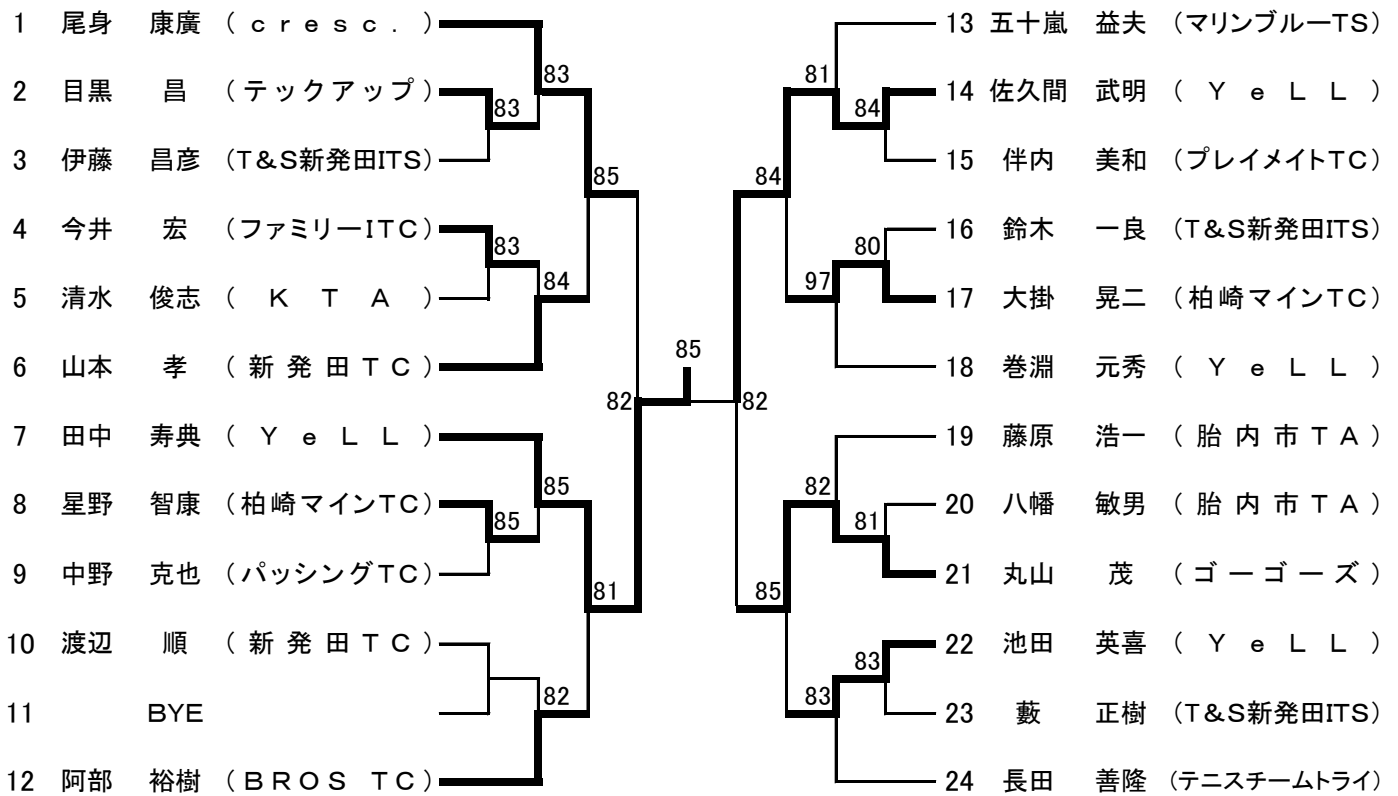 1 尾身 康廣 (ｃｒｅｓｃ．)
83
2 目黒 昌 (テックアップ)
83
3 伊藤 昌彦 (T&S新発田ITS)
85
4 今井 宏 (ファミリーITC)
83
84
5 清水 俊志 (ＫＴＡ)
6 山本 孝 (新発田ＴＣ)
82
7 田中 寿典 (ＹｅＬＬ)
85
8 星野 智康 (柏崎マインTC)
85
9 中野 克也 (パッシングTC)
81
10 渡辺 順 (新発田ＴＣ)
82
11 BYE
12 阿部 裕樹 (BROS TC)
85
13 五十嵐 益夫 (マリンブルーTS)
81
14 佐久間 武明 (ＹｅＬＬ)
84
15 伴内 美和 (プレイメイトTC)
84
16 鈴木 一良 (T&S新発田ITS)
80
97
17 大掛 晃二 (柏崎マインTC)
18 巻淵 元秀 (ＹｅＬＬ)
82
19 藤原 浩一 (胎内市ＴＡ)
82
20 八幡 敏男 (胎内市ＴＡ)
81
21 丸山 茂 (ゴーゴーズ)
85
22 池田 英喜 (ＹｅＬＬ)
83
83
23 藪 正樹 (T&S新発田ITS)
24 長田 善隆 (テニスチームトライ)